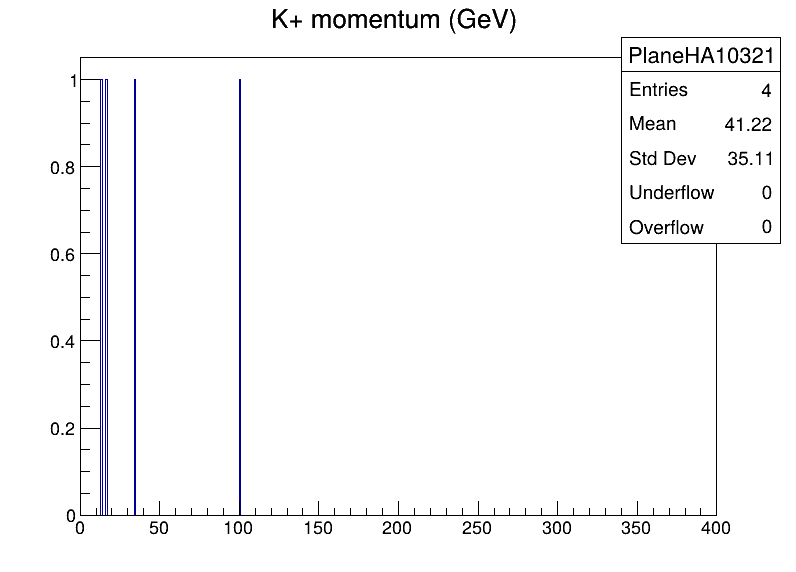 K+ momentum (GeV)
PlaneHA10321
Entries 4
Mean 41.22
Std Dev 35.11
Underflow 0
Overflow 0
1
0.8
0.6
0.4
0.2
0
0 50 100 150 200 250 300 350 400